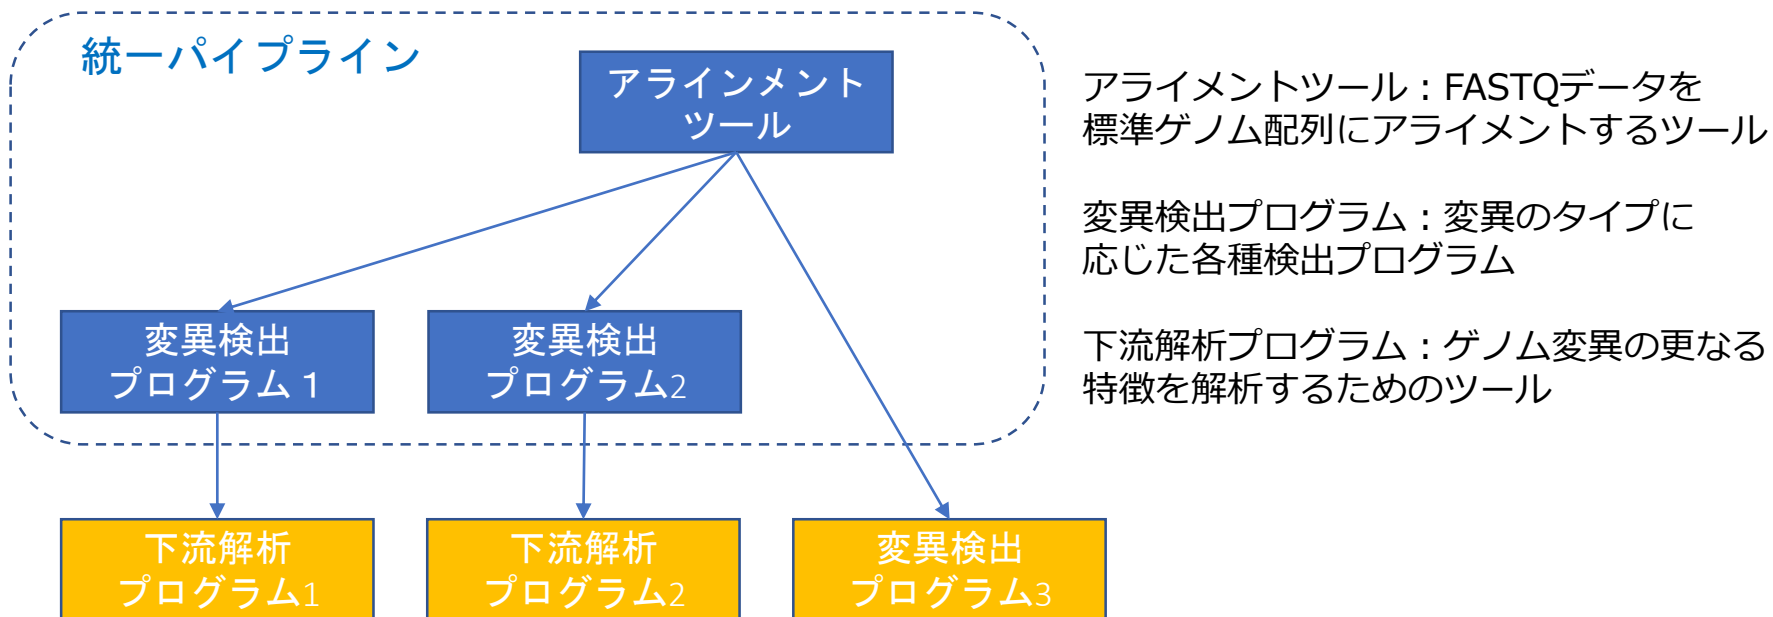 統一パイプライン
アラインメント
ツール
変異検出
プログラム１
変異検出
プログラム2
下流解析
プログラム1
下流解析
プログラム2
変異検出
プログラム3
アライメントツール：FASTQデータを
標準ゲノム配列にアライメントするツール
変異検出プログラム：変異のタイプに
応じた各種検出プログラム
下流解析プログラム：ゲノム変異の更なる
特徴を解析するためのツール